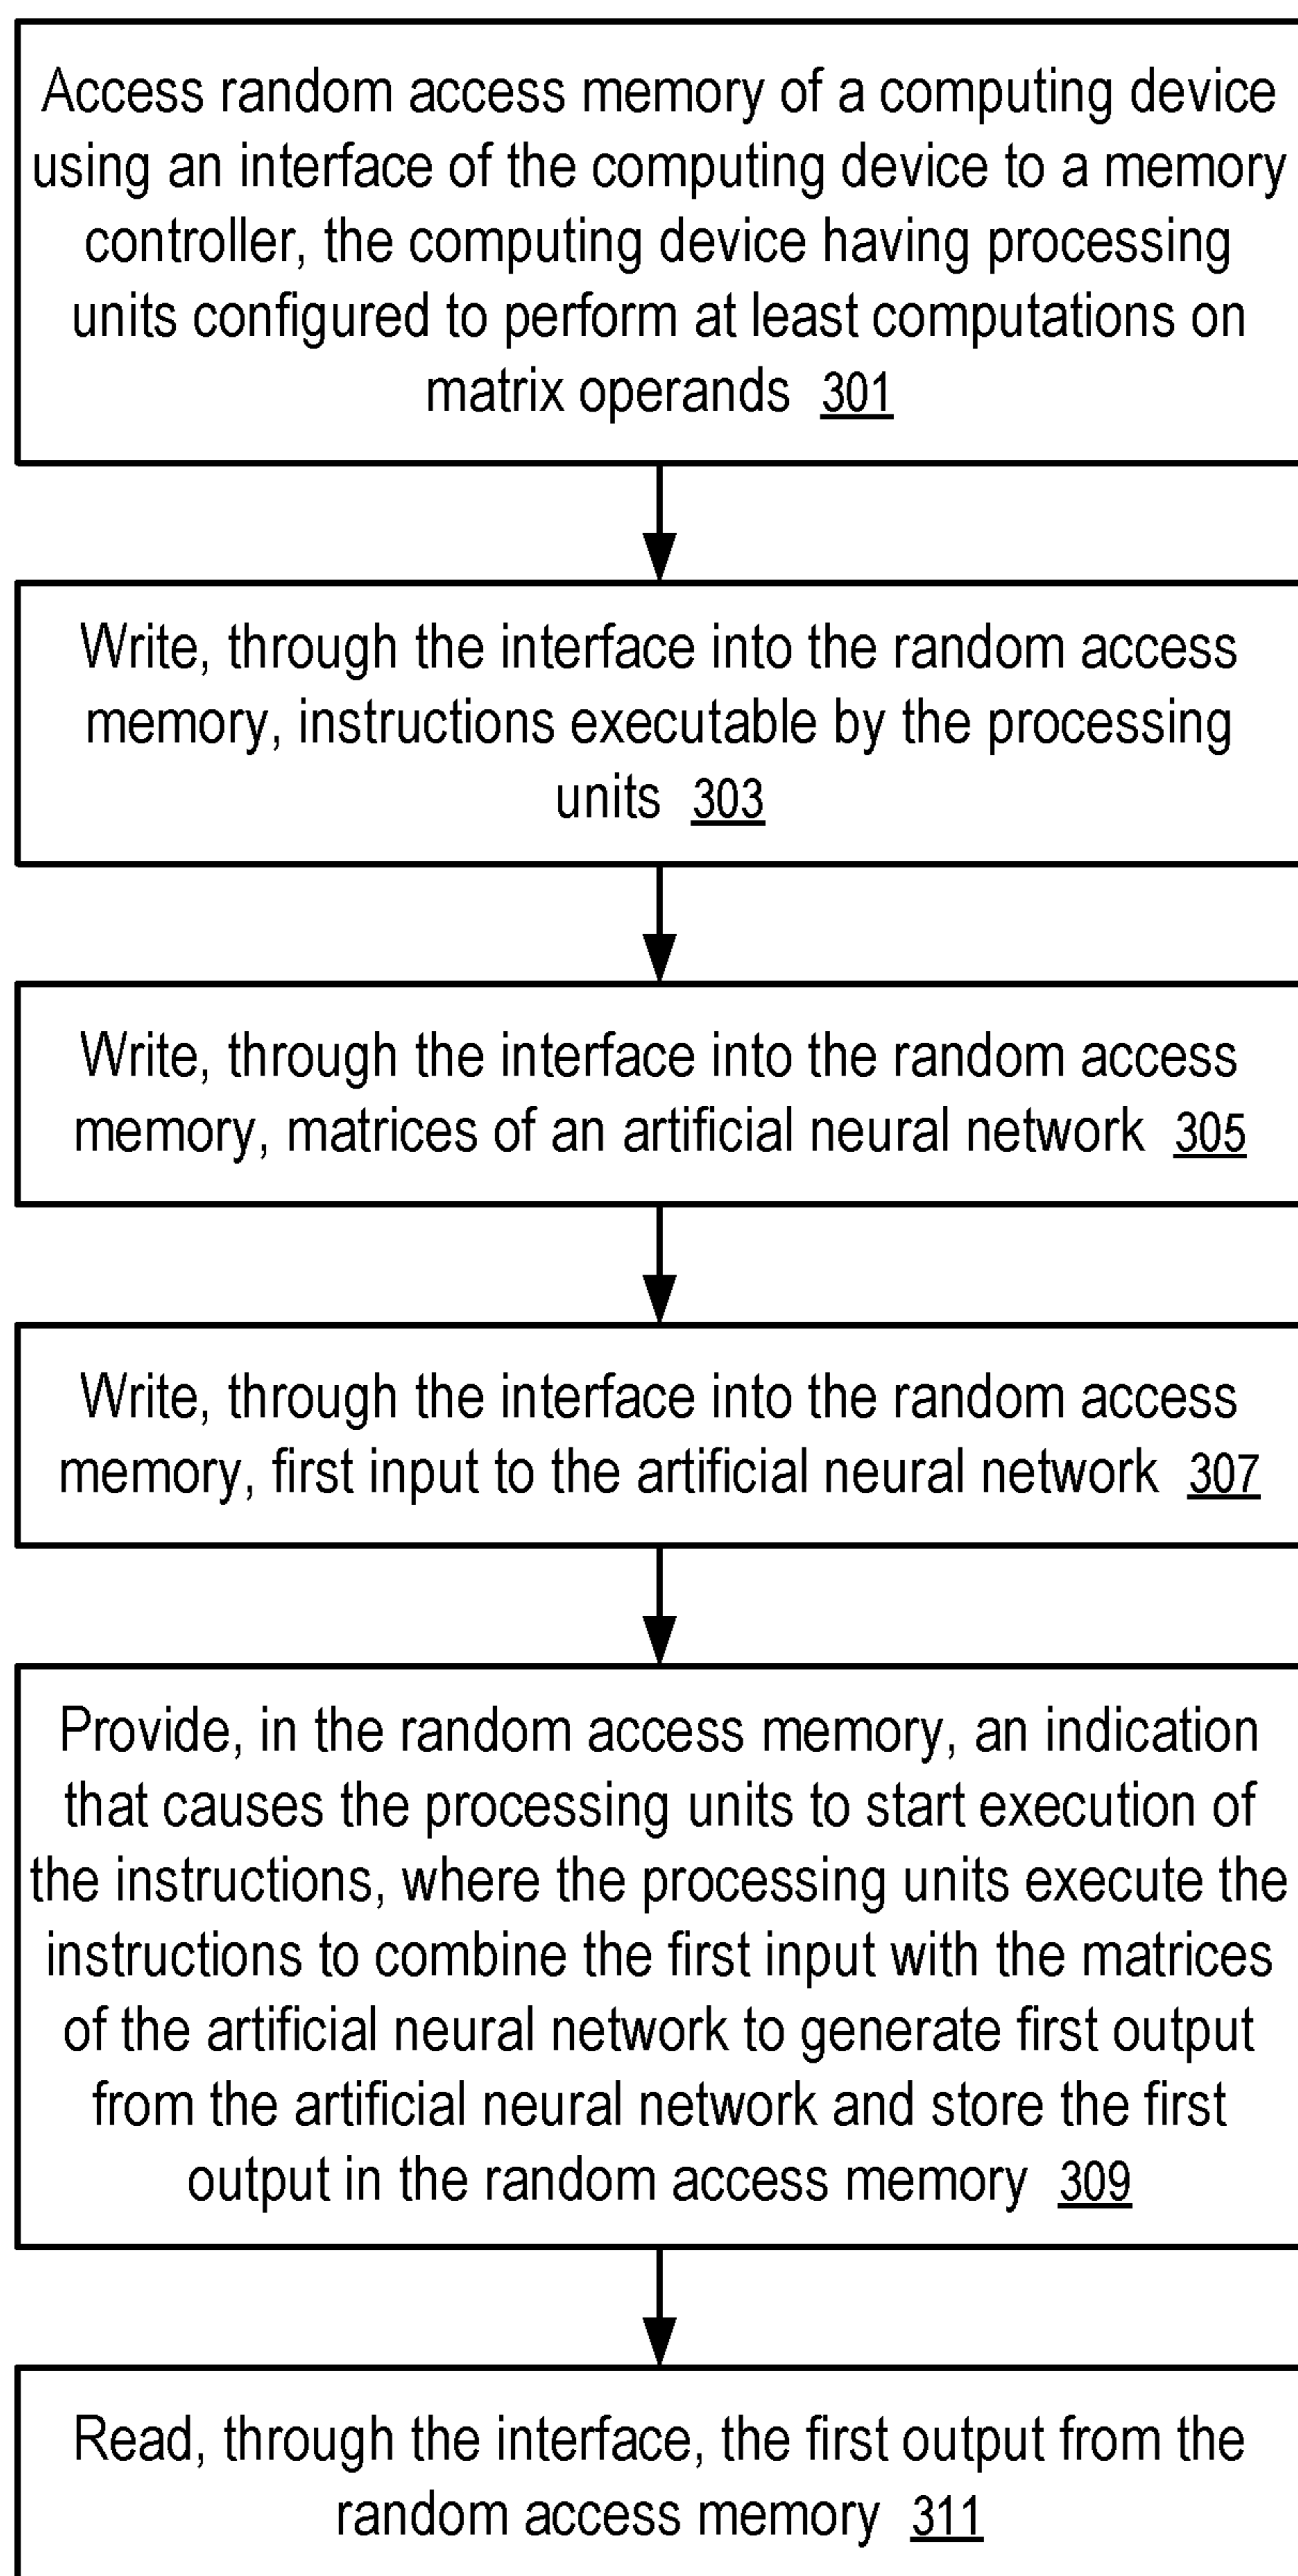 Access random access memory of a computing device
using an interface of the computing device to a memory
controller, the computing device having processing
units configured to perform at least computations on
matrix operands 301
Write, through the interface into the random access
memory, instructions executable by the processing
units 303
Write, through the interface into the random access
memory, matrices of an artificial neural network 305
Write, through the interface into the random access
memory, first input to the artificial neural network 307
Provide, in the random access memory, an indication
that causes the processing units to start execution of
the instructions, where the processing units execute the
instructions to combine the first input with the matrices
of the artificial neural network to generate first output
from the artificial neural network and store the first
output in the random access memory 309
Read, through the interface, the first output from the
random access memory 311